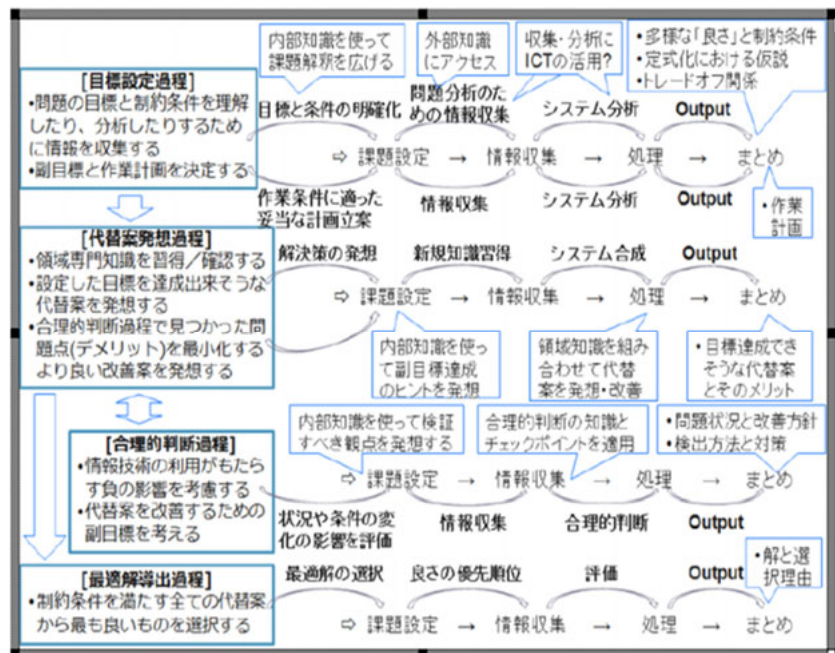 内部知識を使って
課題解釈を広げる
外部知識
にアクセス
収集・分析に
ICTの活用?
•多様な「良さ」と制約条件
•定式化における仮説
•トレードオフ関係
[目標設定過程]
•問題の目標と制約条件を理解
したり、分析したりするため
に情報を収集する
•副目標と作業計画を決定する
目標と条件の明確化
問題分析のた
めの情報収集
システム分析
Output
⇨ 課題設定 → 情報収集 → 処理 → まとめ
作業条件に適った
妥当な計画立案
情報収集
システム分析
Output
•作業
計画
[代替案発想過程]
•領域専門知識を習得/確認する
•設定した目標を達成出来そうな
代替案を発想する
•合理的判断過程で見つかった問
題点(デメリット)を最小化する
より良い改善案を発想する
解決策の発想
新規知識習得
システム合成
Output
⇨ 課題設定 → 情報収集 → 処理 → まとめ
内部知識を使っ
て副目標達成
のヒントを発想
領域知識を組み
合わせて代替
案を発想・改善
•目標達成でき
そうな代替案
とそのメリット
[合理的判断過程]
•情報技術の利用がもたら
す負の影響を考慮する
•代替案を改善するための
副目標を考える
内部知識を使って検証
すべき観点を発想する
合理的判断の知識と
チェックポイントを適用
•問題状況と改善方針
•検出方法と対策
⇨ 課題設定 → 情報収集 → 処理 → まとめ
状況や条件の変
化の影響を評価
情報収集
合理的判断
Output
[最適解導出過程]
•制約条件を満たす全ての代替案
から最も良いものを選択する
最適解の選択
良さの優先順位
評価
Output
•解と選
択理由
⇨ 課題設定 → 情報収集 → 処理 → まとめ